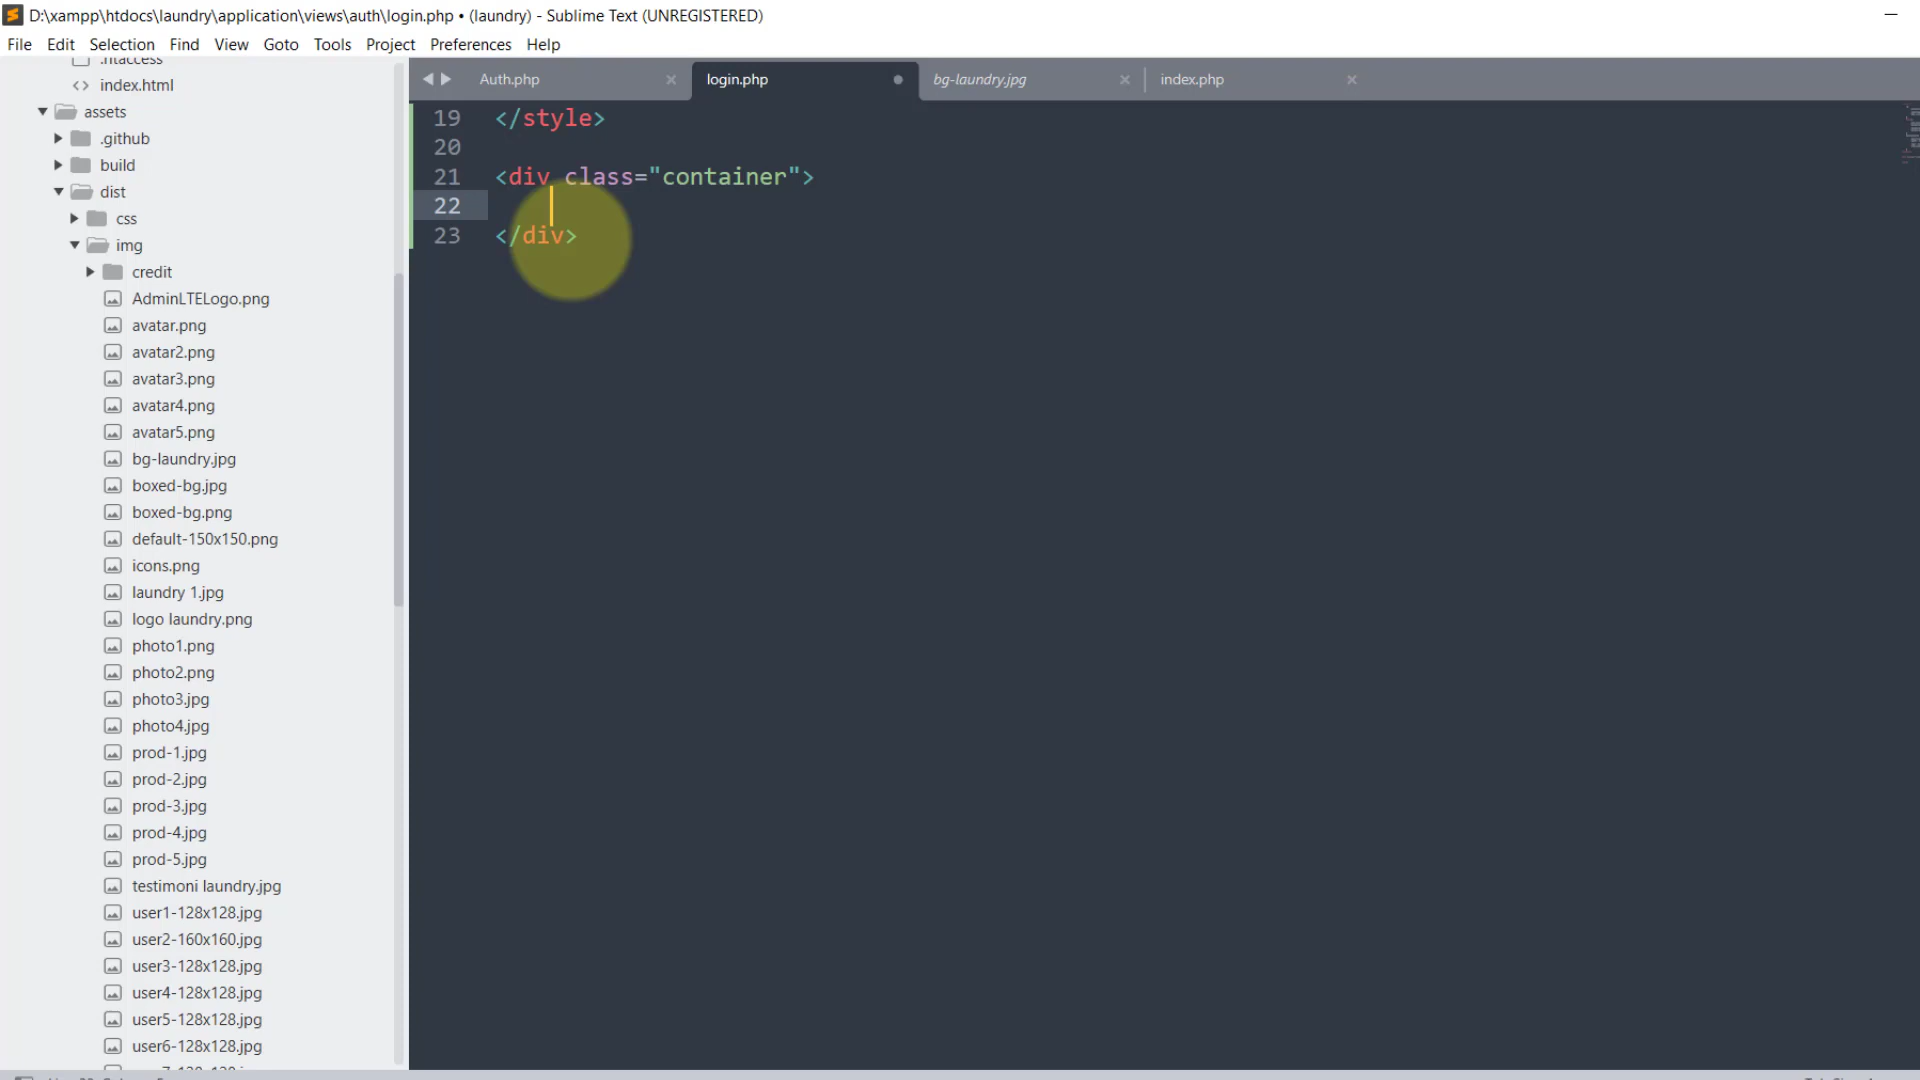 D:\xampp\htdocs\laundry\application\views\auth\login.php • (laundry) - Sublime Text (UNREGISTERED)
File Edit Selection Find View Goto Tools Project Preferences Help
.htaccess
index.html
assets
.github
build
dist
css
img
credit
AdminLTELogo.png
avatar.png
avatar2.png
avatar3.png
avatar4.png
avatar5.png
bg-laundry.jpg
boxed-bg.jpg
boxed-bg.png
default-150x150.png
icons.png
laundry 1.jpg
logo laundry.png
photo1.png
photo2.png
photo3.jpg
photo4.jpg
prod-1.jpg
prod-2.jpg
prod-3.jpg
prod-4.jpg
prod-5.jpg
testimoni laundry.jpg
user1-128x128.jpg
user2-160x160.jpg
user3-128x128.jpg
user4-128x128.jpg
user5-128x128.jpg
user6-128x128.jpg
Auth.php login.php bg-laundry.jpg index.php
19 </style>
20
21 <div class="container">
22
23 </div>